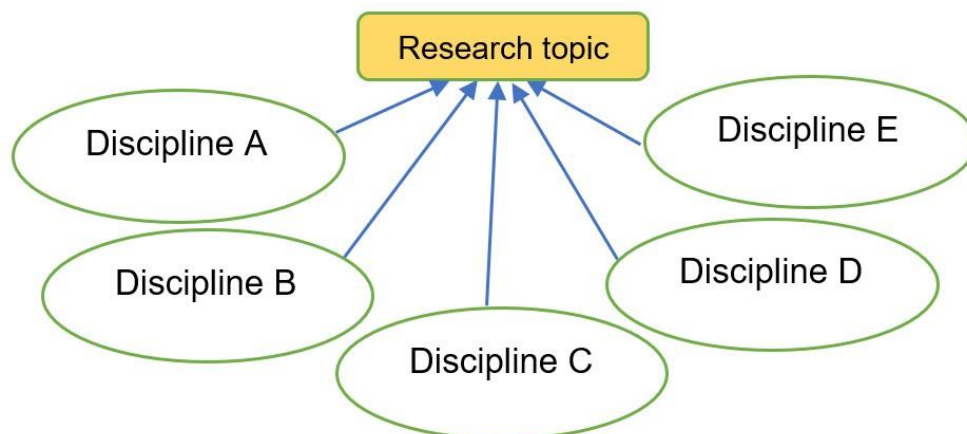 Research topic
Discipline A
Discipline E
Discipline B
Discipline D
Discipline C